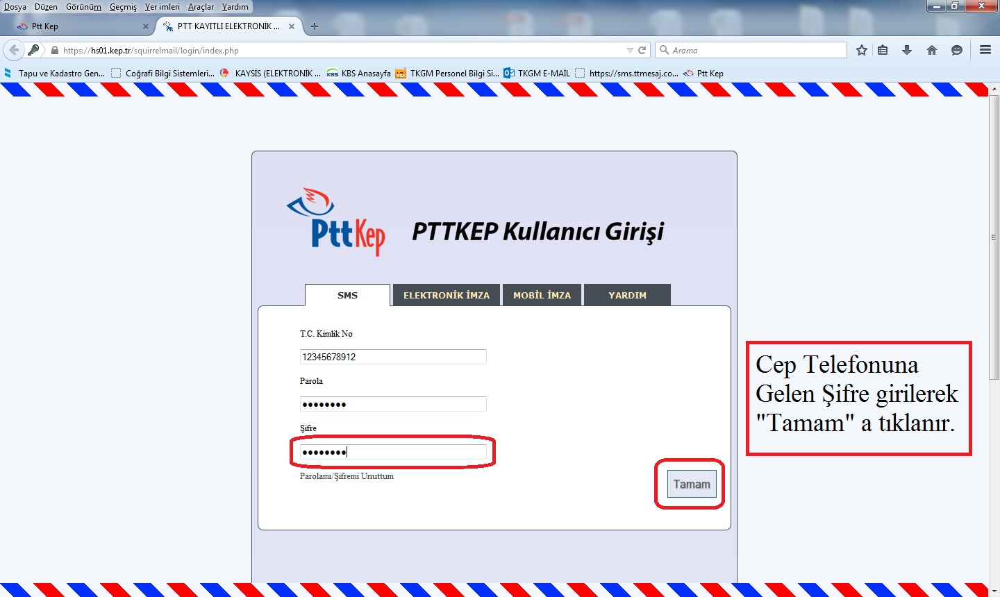 Dosya Düzen Görünüm Geçmiş Yer imleri Araçlar Yardım
Ptt Kep
PTT KAYITLI ELEKTRONİK ...
https://hs01.kep.tr/squirrelmail/login/index.php
Arama
Tapu ve Kadastro Gen... Coğrafi Bilgi Sistemleri... KAYSİS (ELEKTRONİK ... KBS Anasayfa TKGM Personel Bilgi Si... TKGM E-MAİL https://sms.ttmesaj.co... Ptt Kep
Ptt Kep
PTTKEP Kullanıcı Girişi
SMS
ELEKTRONİK İMZA
MOBİL İMZA
YARDIM
T.C. Kimlik No
12345678912
Parola
●●●●●●●●
Şifre
●●●●●●●●
Parolamı/Şifremi Unuttum
Tamam
Cep Telefonuna
Gelen Şifre girilerek
"Tamam" a tıklanır.